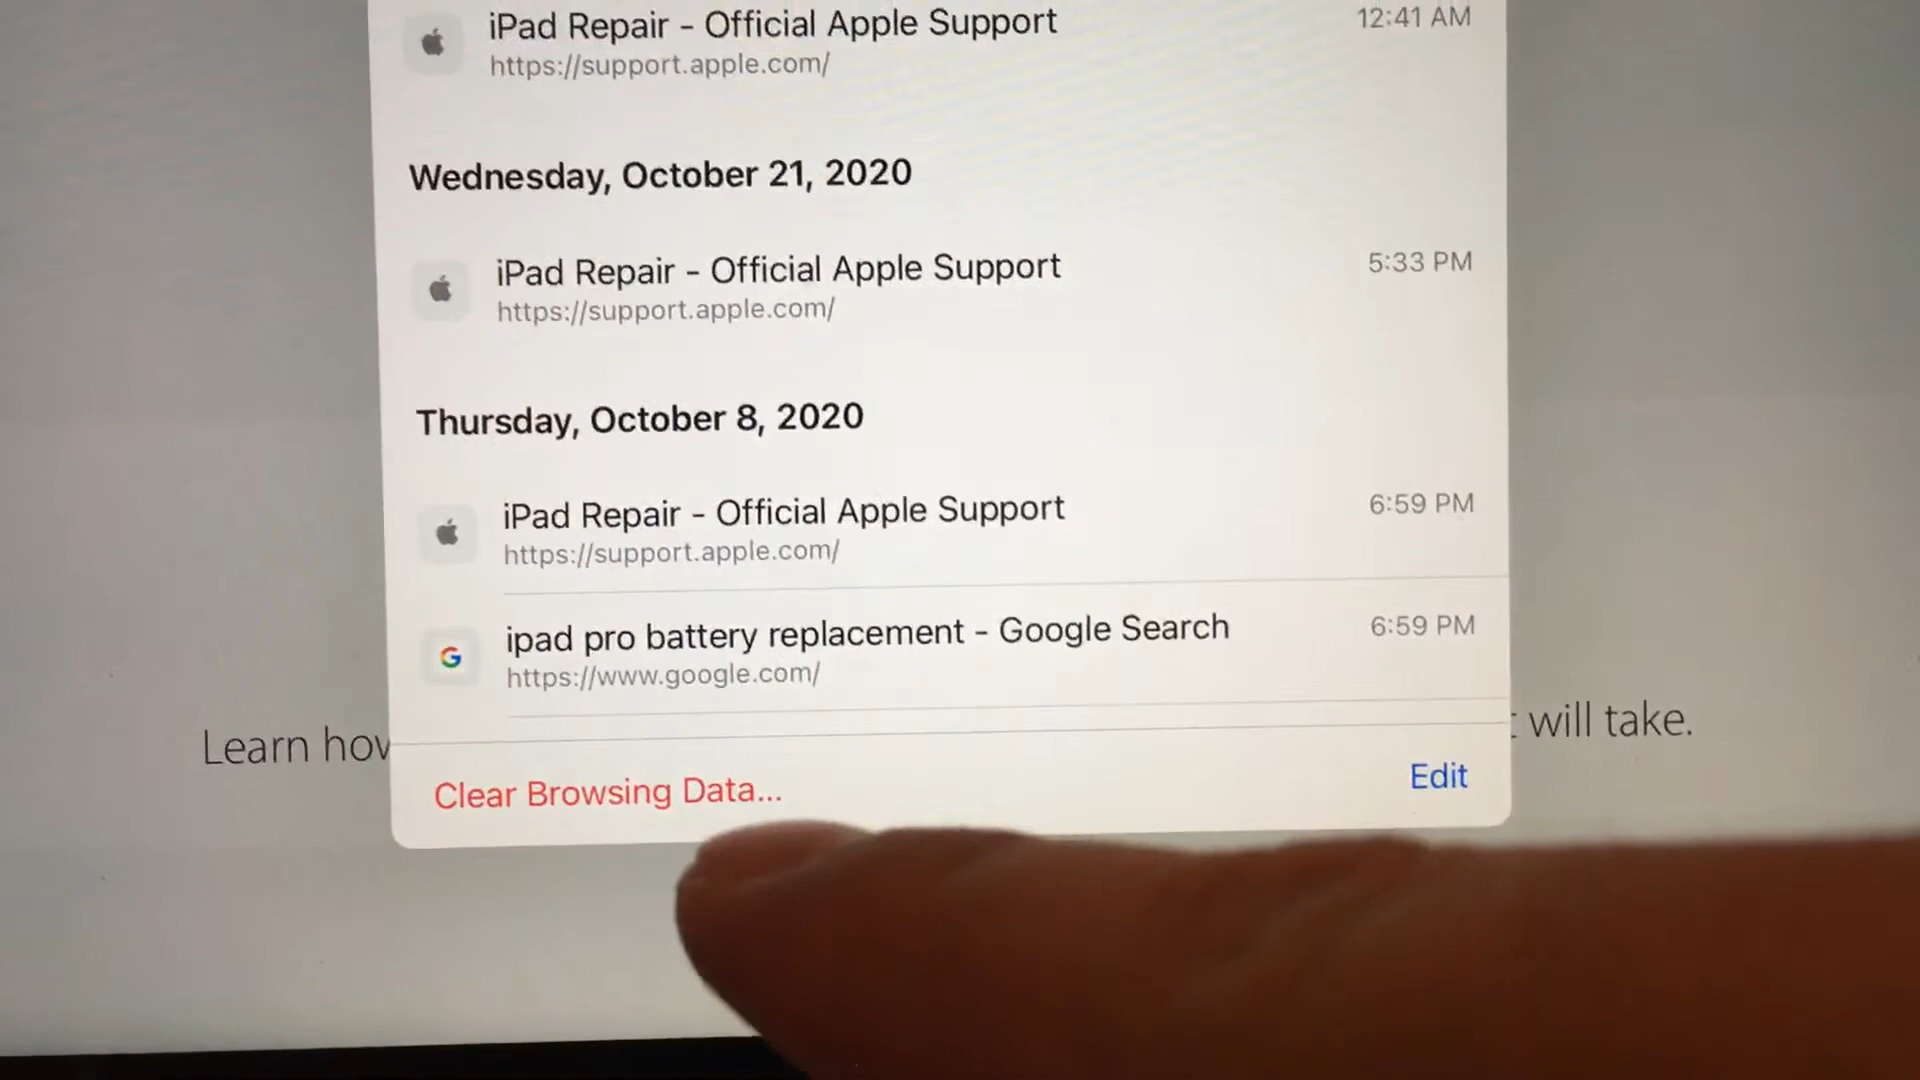 iPad Repair - Official Apple Support
12:41 AM
https://support.apple.com/
Wednesday, October 21, 2020
iPad Repair - Official Apple Support
5:33 PM
https://support.apple.com/
Thursday, October 8, 2020
iPad Repair - Official Apple Support
6:59 PM
https://support.apple.com/
ipad pro battery replacement - Google Search
6:59 PM
https://www.google.com/
Learn how
will take.
Clear Browsing Data...
Edit